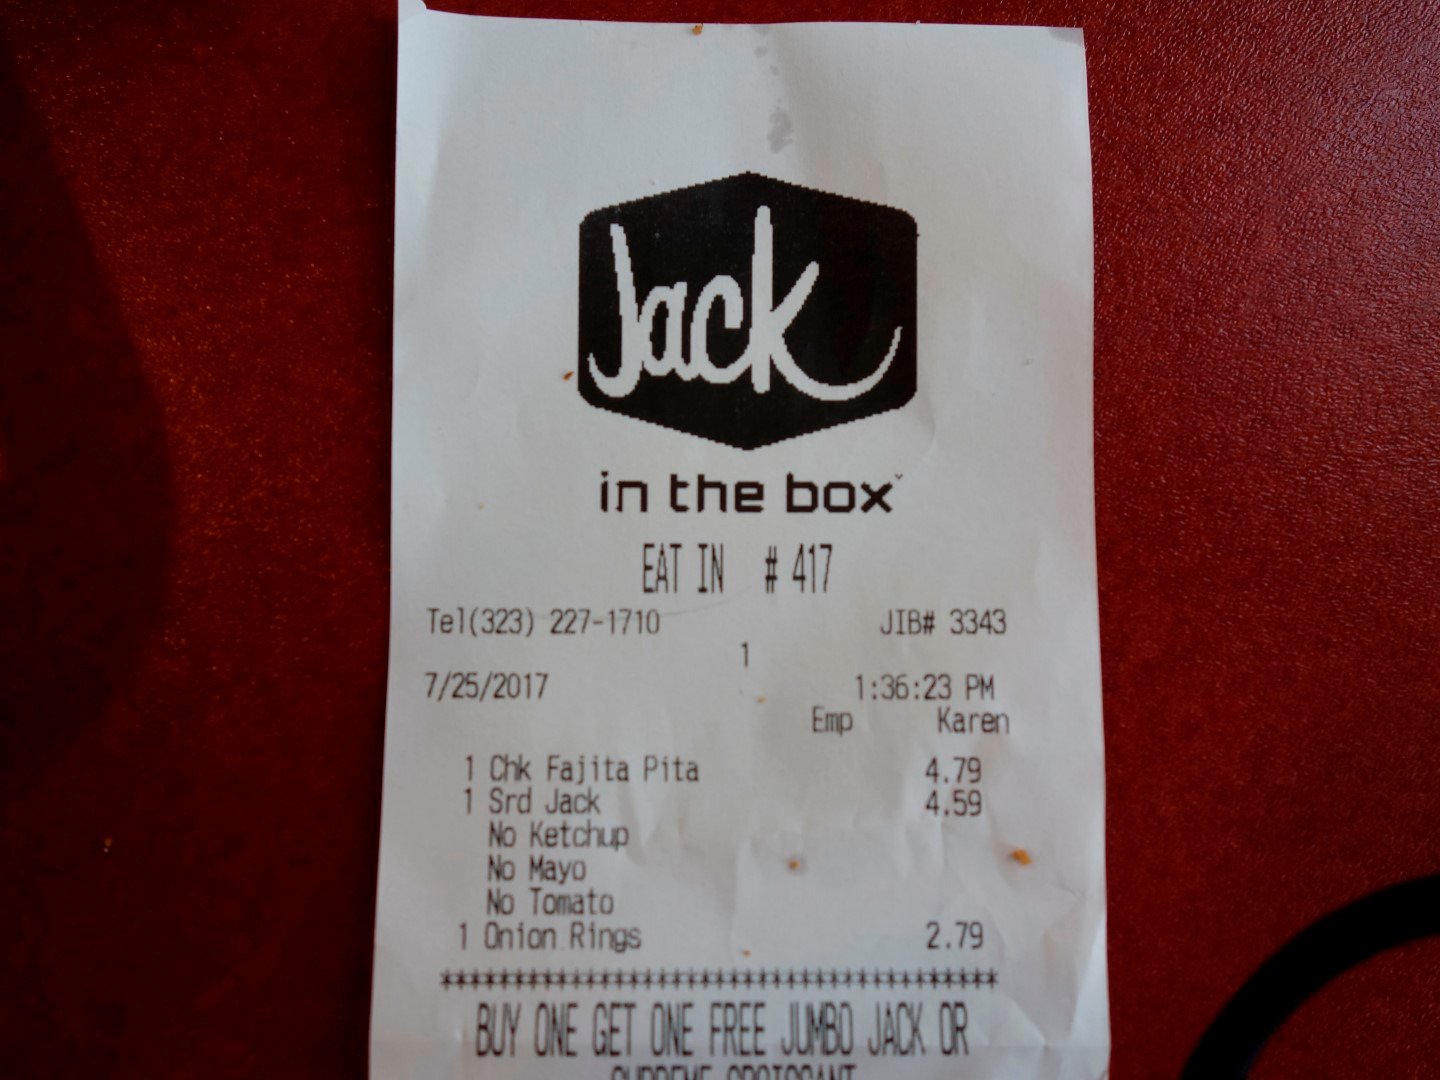 Jack
in the box
EAT IN # 417
Tel(323) 227-1710 JIB# 3343
1
7/25/2017 1:36:23 PM
Emp Karen
1 Chk Fajita Pita 4.79
1 Srd Jack 4.59
No Ketchup
No Mayo
No Tomato
1 Onion Rings 2.79
****************************************
BUY ONE GET ONE FREE JUMBO JACK OR
SUPREME CROISSANT